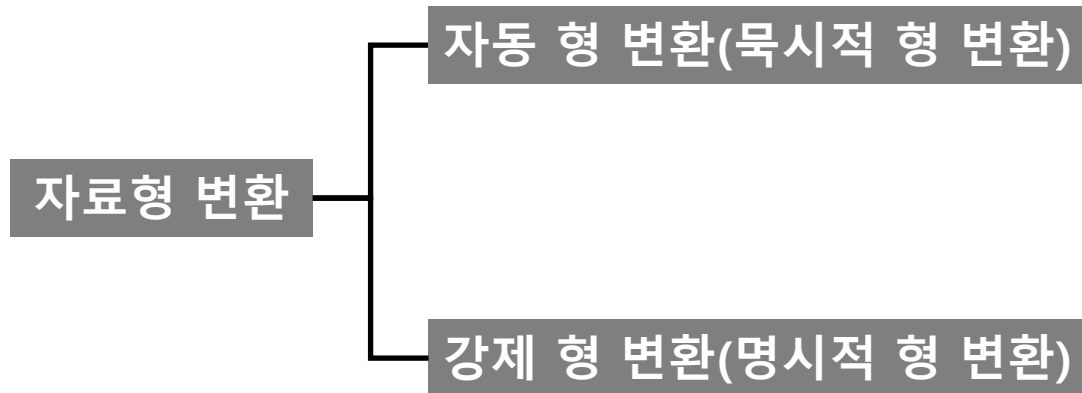 자동 형 변환(묵시적 형 변환)
자료형 변환
강제 형 변환(명시적 형 변환)